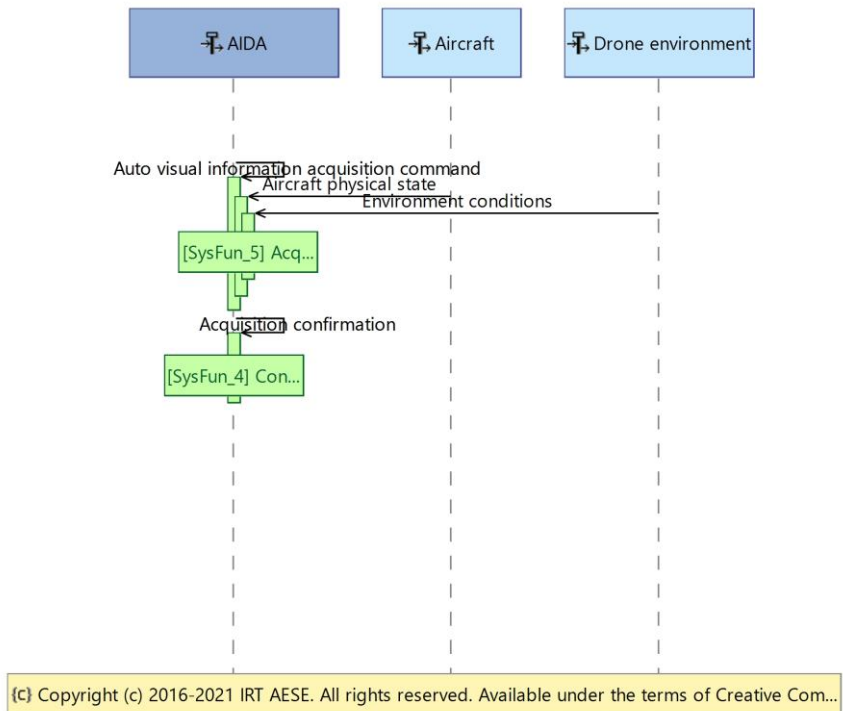 AIDA
Aircraft
Drone environment
Auto visual information acquisition command
Aircraft physical state
Environment conditions
[SysFun_5] Acq...
Acquisition confirmation
[SysFun_4] Con...
{c} Copyright (c) 2016-2021 IRT AESE. All rights reserved. Available under the terms of Creative Com...